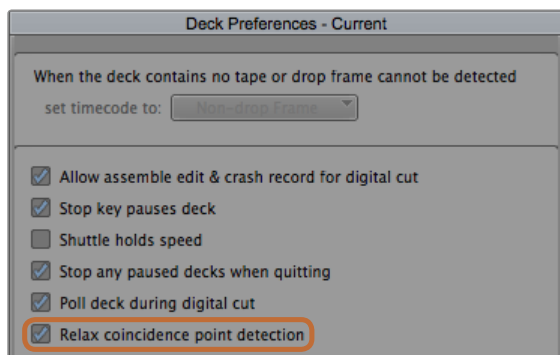 Deck Preferences - Current
When the deck contains no tape or drop frame cannot be detected
set timecode to: Non-drop Frame
Allow assemble edit & crash record for digital cut
Stop key pauses deck
Shuttle holds speed
Stop any paused decks when quitting
Poll deck during digital cut
Relax coincidence point detection